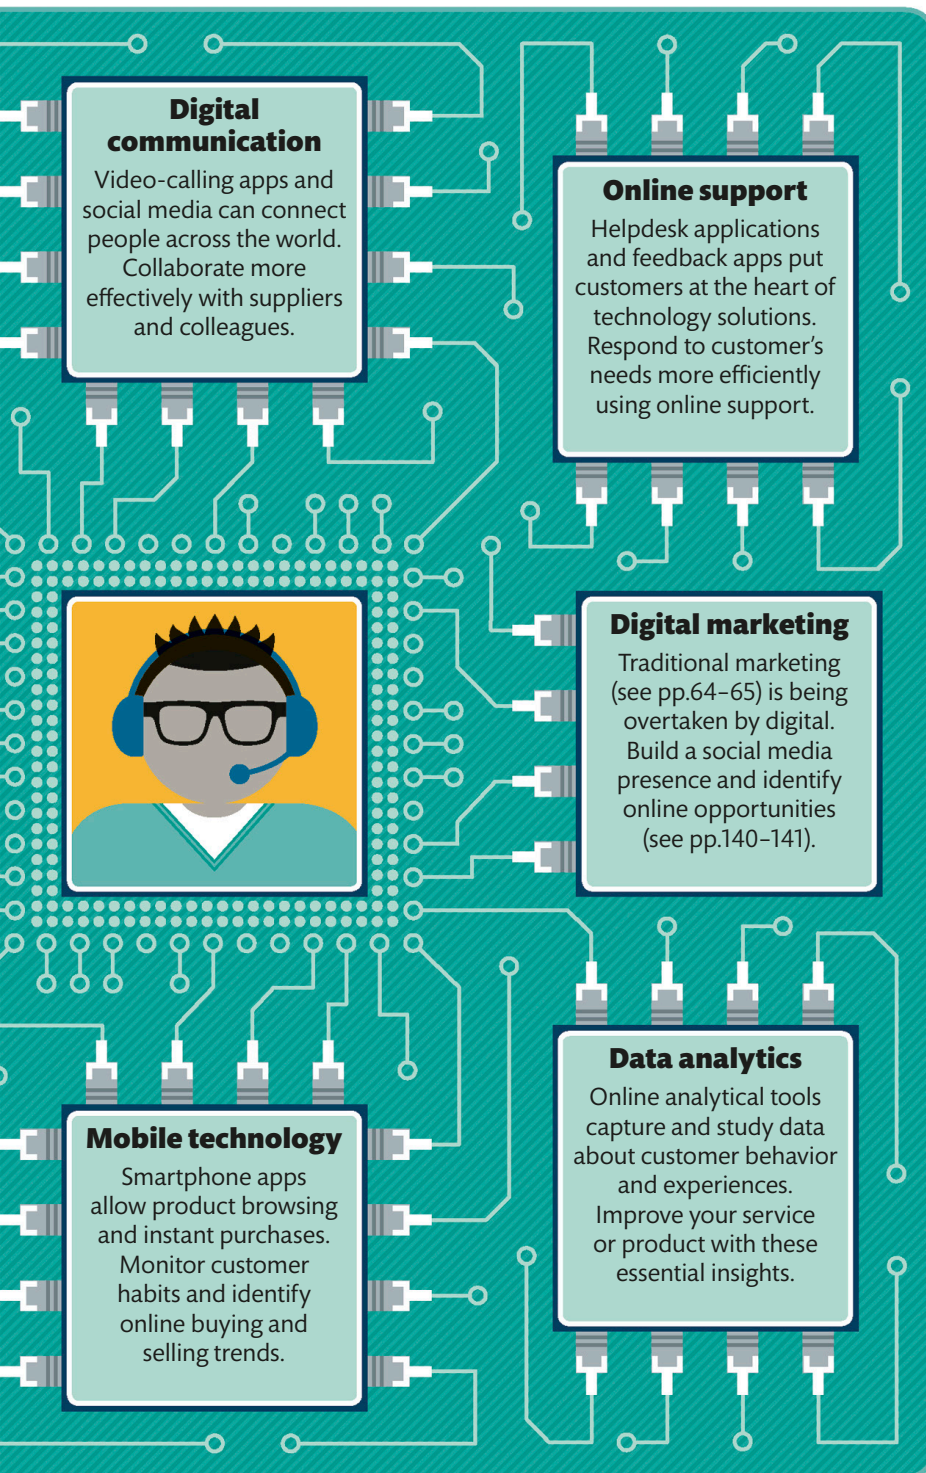 Digital
communication
Video-calling apps and
social media can connect
people across the world.
Collaborate more
effectively with suppliers
and colleagues.
Online support
Helpdesk applications
and feedback apps put
customers at the heart of
technology solutions.
Respond to customer’s
needs more efficiently
using online support.
Digital marketing
Traditional marketing
(see pp.64–65) is being
overtaken by digital.
Build a social media
presence and identify
online opportunities
(see pp.140–141).
Mobile technology
Smartphone apps
allow product browsing
and instant purchases.
Monitor customer
habits and identify
online buying and
selling trends.
Data analytics
Online analytical tools
capture and study data
about customer behavior
and experiences.
Improve your service
or product with these
essential insights.